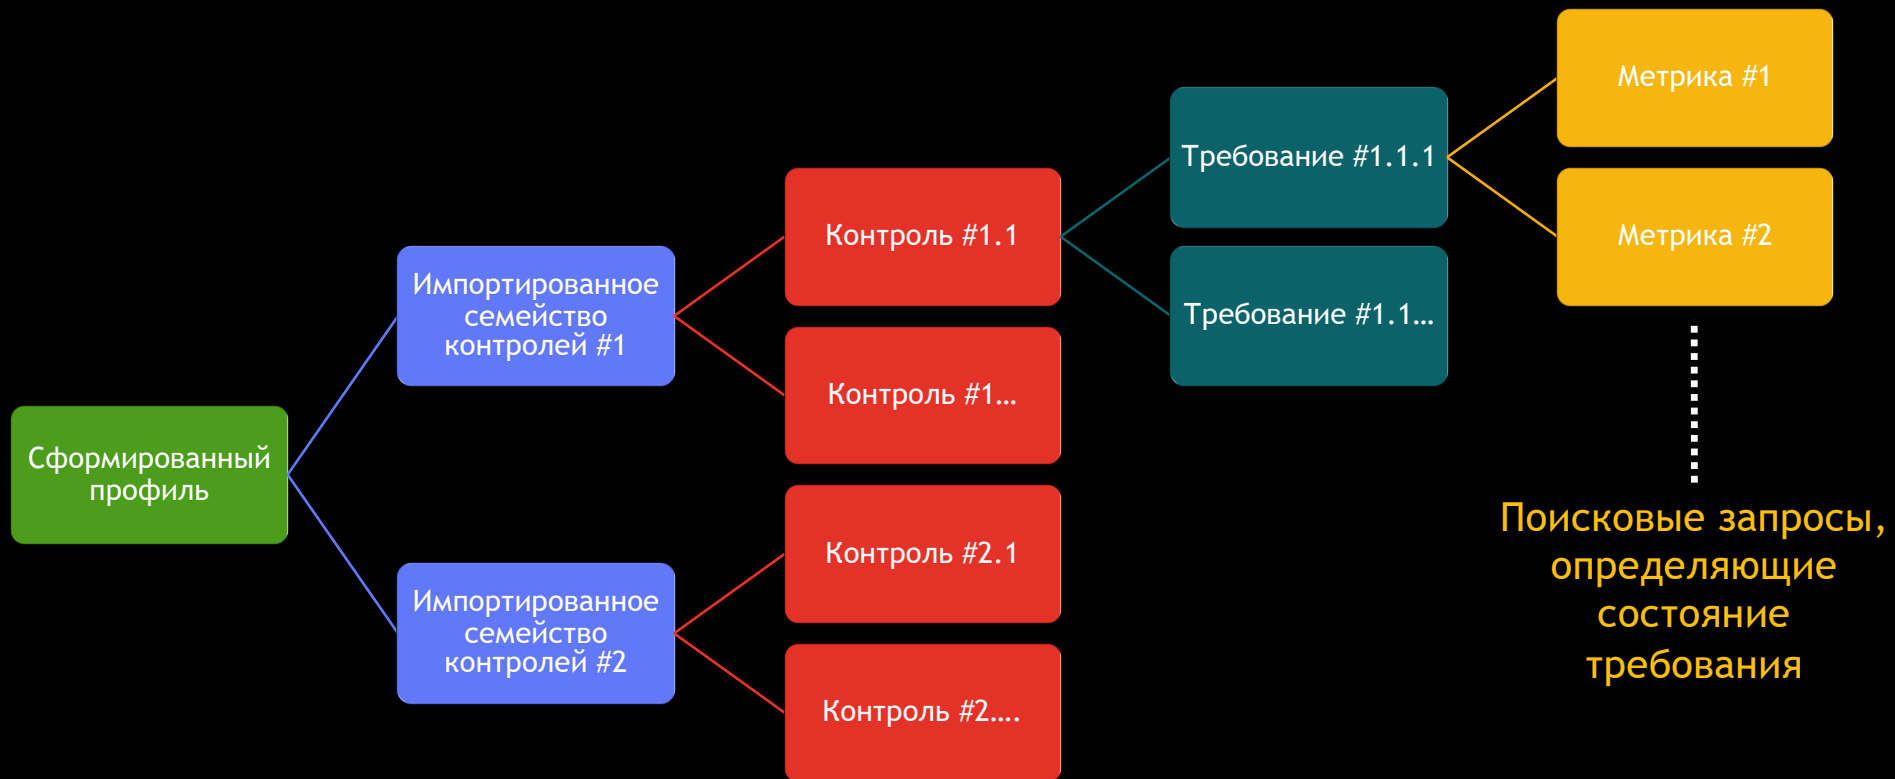 Сформированный
профиль
Импортированное
семейство
контролей #1
Импортированное
семейство
контролей #2
Контроль #1.1
Контроль #1...
Контроль #2.1
Контроль #2....
Требование #1.1.1
Требование #1.1...
Метрика #1
Метрика #2
Поисковые запросы,
определяющие
состояние
требования